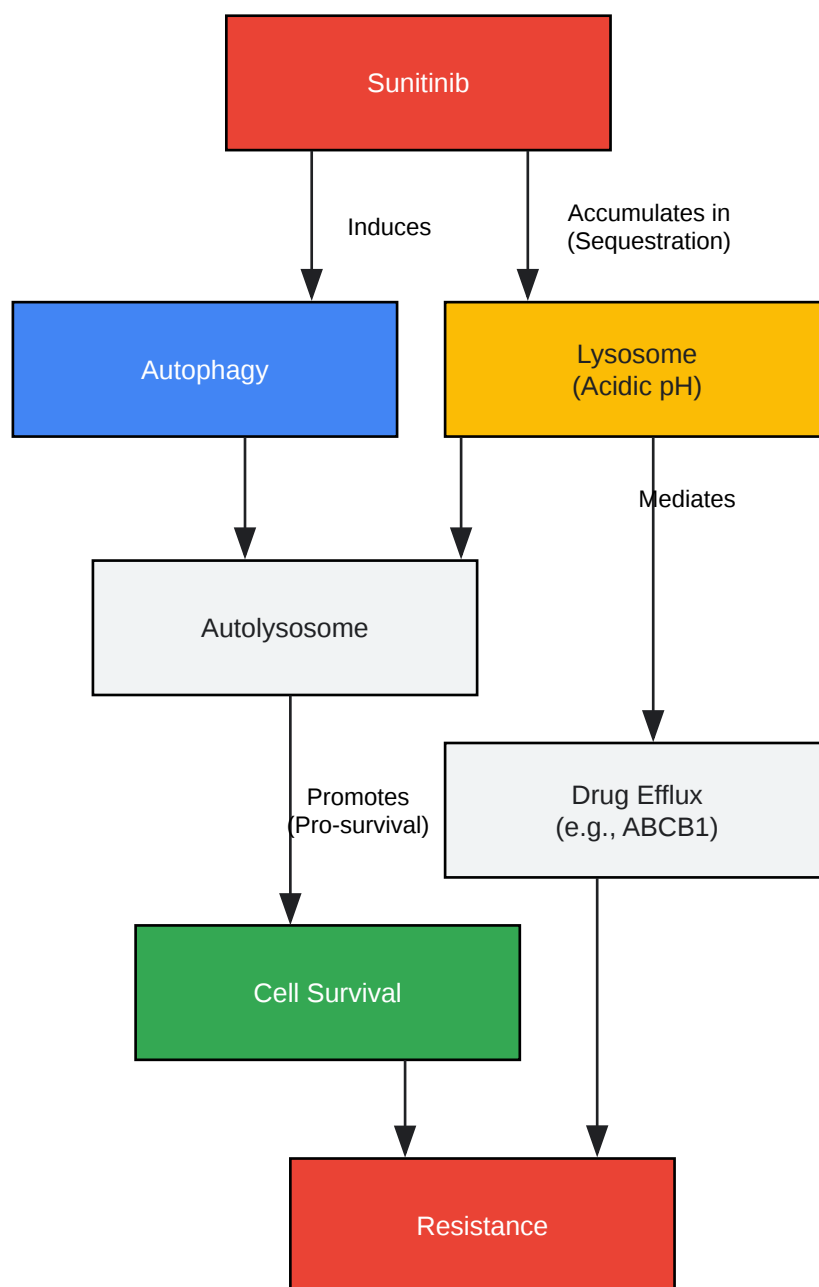 Sunitinib
Induces
Accumulates in
(Sequestration)
Autophagy
Lysosome
(Acidic pH)
Mediates
Autolysosome
Promotes
(Pro-survival)
Drug Efflux
(e.g., ABCB1)
Cell Survival
Resistance